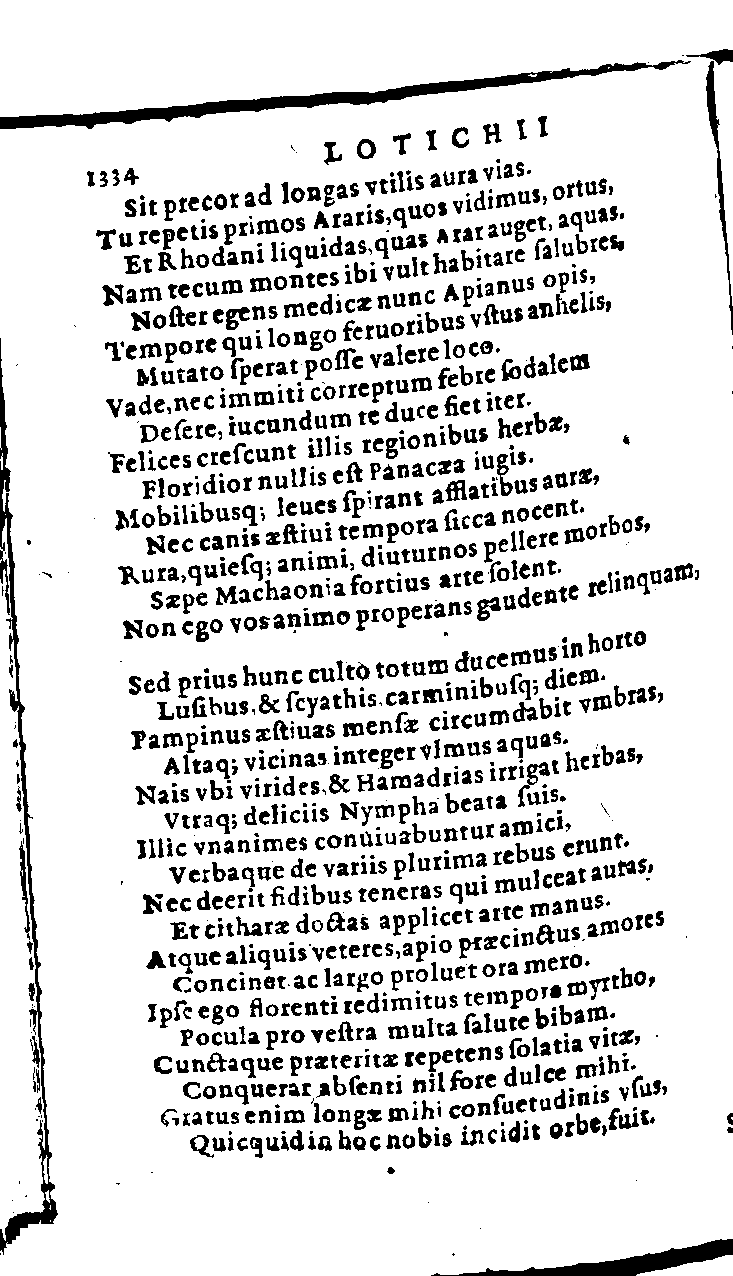 1334
LOTICHII
Sit precor ad longas vtilis aura vias.
Tu repetis primos Araris, quos vidimus, ortus,
Et Rhodani liquidas, quas Arar auget, aquas.
Nam tecum montes ibi vult habitare ſalubres,
Noſter egens medicæ nunc Apianus opis,
Tempore qui longo feruoribus vſtus anhelis,
Mutato ſperat poſſe valere loco.
Vade, nec immiti correptum febre ſodalem
Deſere, iucundum te duce fiet iter.
Felices creſcunt illis regionibus herbæ,
Floridior nullis eſt Panacæa iugis.
Mobilibusq; leues ſpirant afflatibus auræ,
Nec canis æſtiui tempora ſicca nocent.
Rura, quieſq; animi, diuturnos pellere morbos,
Sæpe Machaonia fortius arte ſolent.
Non ego vos animo properans gaudente relinquam,
Sed prius hunc culto totum ducemus in horto
Luſibus, & ſcyathis, carminibuſq; diem.
Pampinus æſtiuas menſæ circumdabit vmbras,
Altaq; vicinas integer vlmus aquas.
Nais vbi virides, & Hamadrias irrigat herbas,
Vtraq; deliciis Nympha beata ſuis.
Illic vnanimes conuiuabuntur amici,
Verbaque de variis plurima rebus erunt.
Nec deerit fidibus teneras qui mulceat auras,
Et citharæ doctas applicet arte manus.
Atque aliquis veteres, apio præcinctus amores
Concinet ac largo proluet ora mero.
Ipſe ego florenti redimitus tempora myrtho,
Pocula pro veſtra multa ſalute bibam.
Cunctaque præteritæ repetens ſolatia vitæ,
Conquerar abſenti nil fore dulce mihi.
Gratus enim longæ mihi conſuetudinis vſus,
Quicquid in hoc nobis incidit orbe, fuit.
S